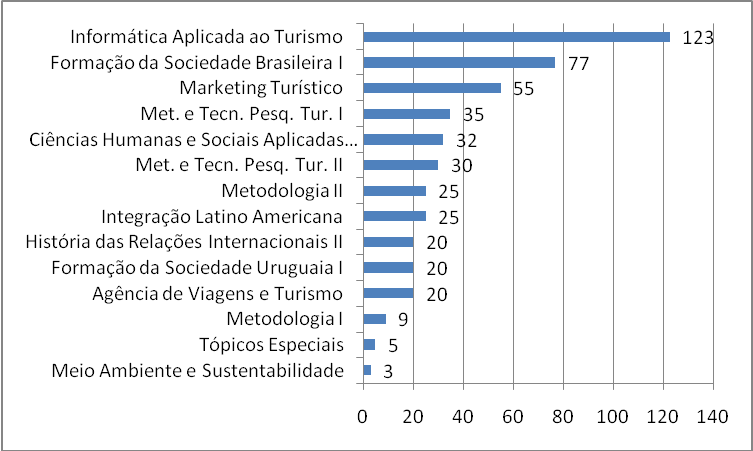 Informática Aplicada ao Turismo 123
Formação da Sociedade Brasileira I 77
Marketing Turístico 55
Met. e Tecn. Pesq. Tur. I 35
Ciências Humanas e Sociais Aplicadas... 32
Met. e Tecn. Pesq. Tur. II 30
Metodologia II 25
Integração Latino Americana 25
História das Relações Internacionais II 20
Formação da Sociedade Uruguaia I 20
Agência de Viagens e Turismo 20
Metodologia I 9
Tópicos Especiais 5
Meio Ambiente e Sustentabilidade 3
0 20 40 60 80 100 120 140